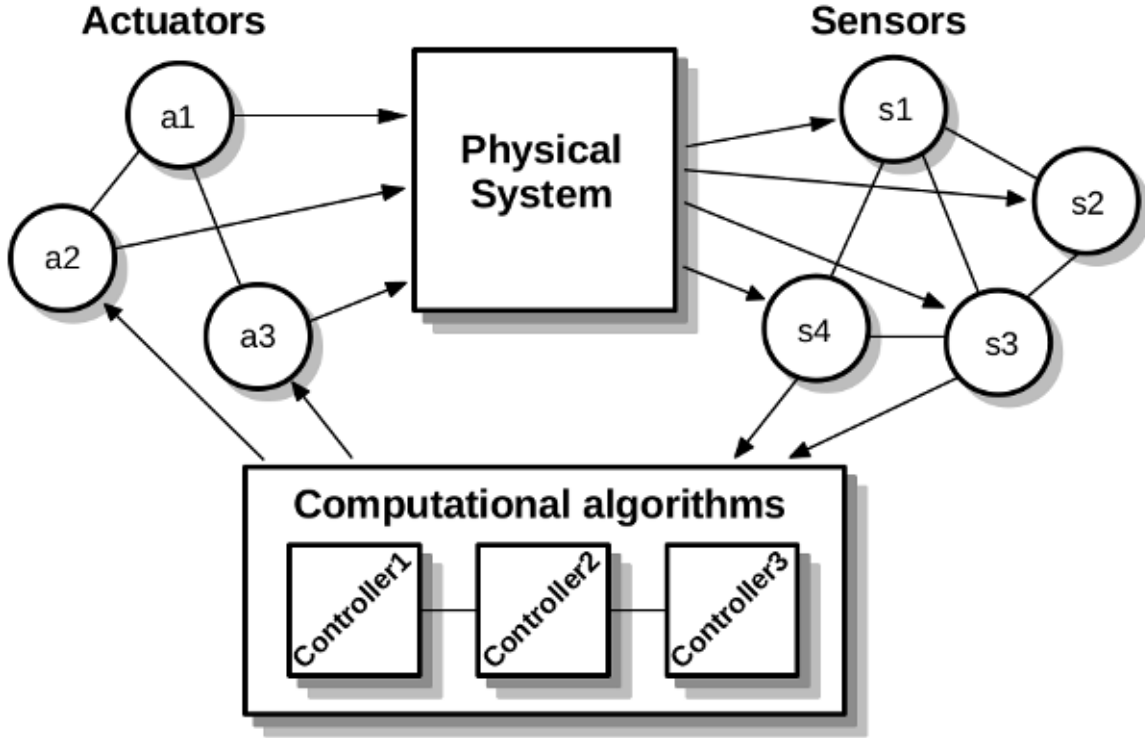 Actuators
Sensors
a1
a2
a3
Physical
System
s1
s2
s4
s3
Computational algorithms
Controller1
Controller2
Controller3